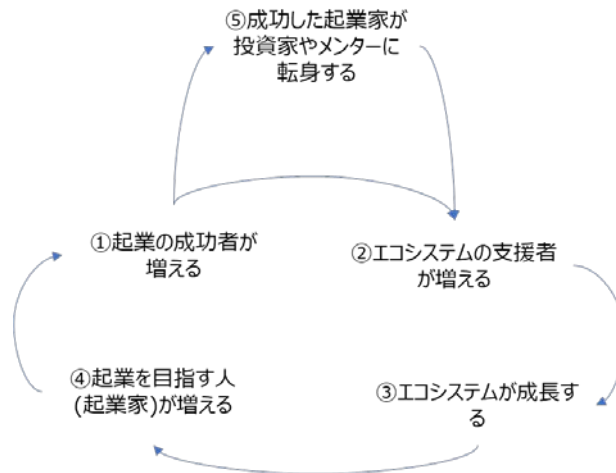 ⑤成功した起業家が
投資家やメンターに
転身する
①起業の成功者が
増える
②エコシステムの支援者
が増える
④起業を目指す人
(起業家)が増える
③エコシステムが成長す
る